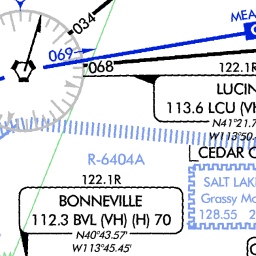 034
MEA
069
068
122.1R
LUCIN
113.6 LCU (VH)
N41°21.7
W113°50.
R-6404A
CEDAR C
122.1R
SALT LAKE
BONNEVILLE
Grassy Mo
112.3 BVL (VH) (H) 70
128.55
N40°43.57'
W113°45.45'